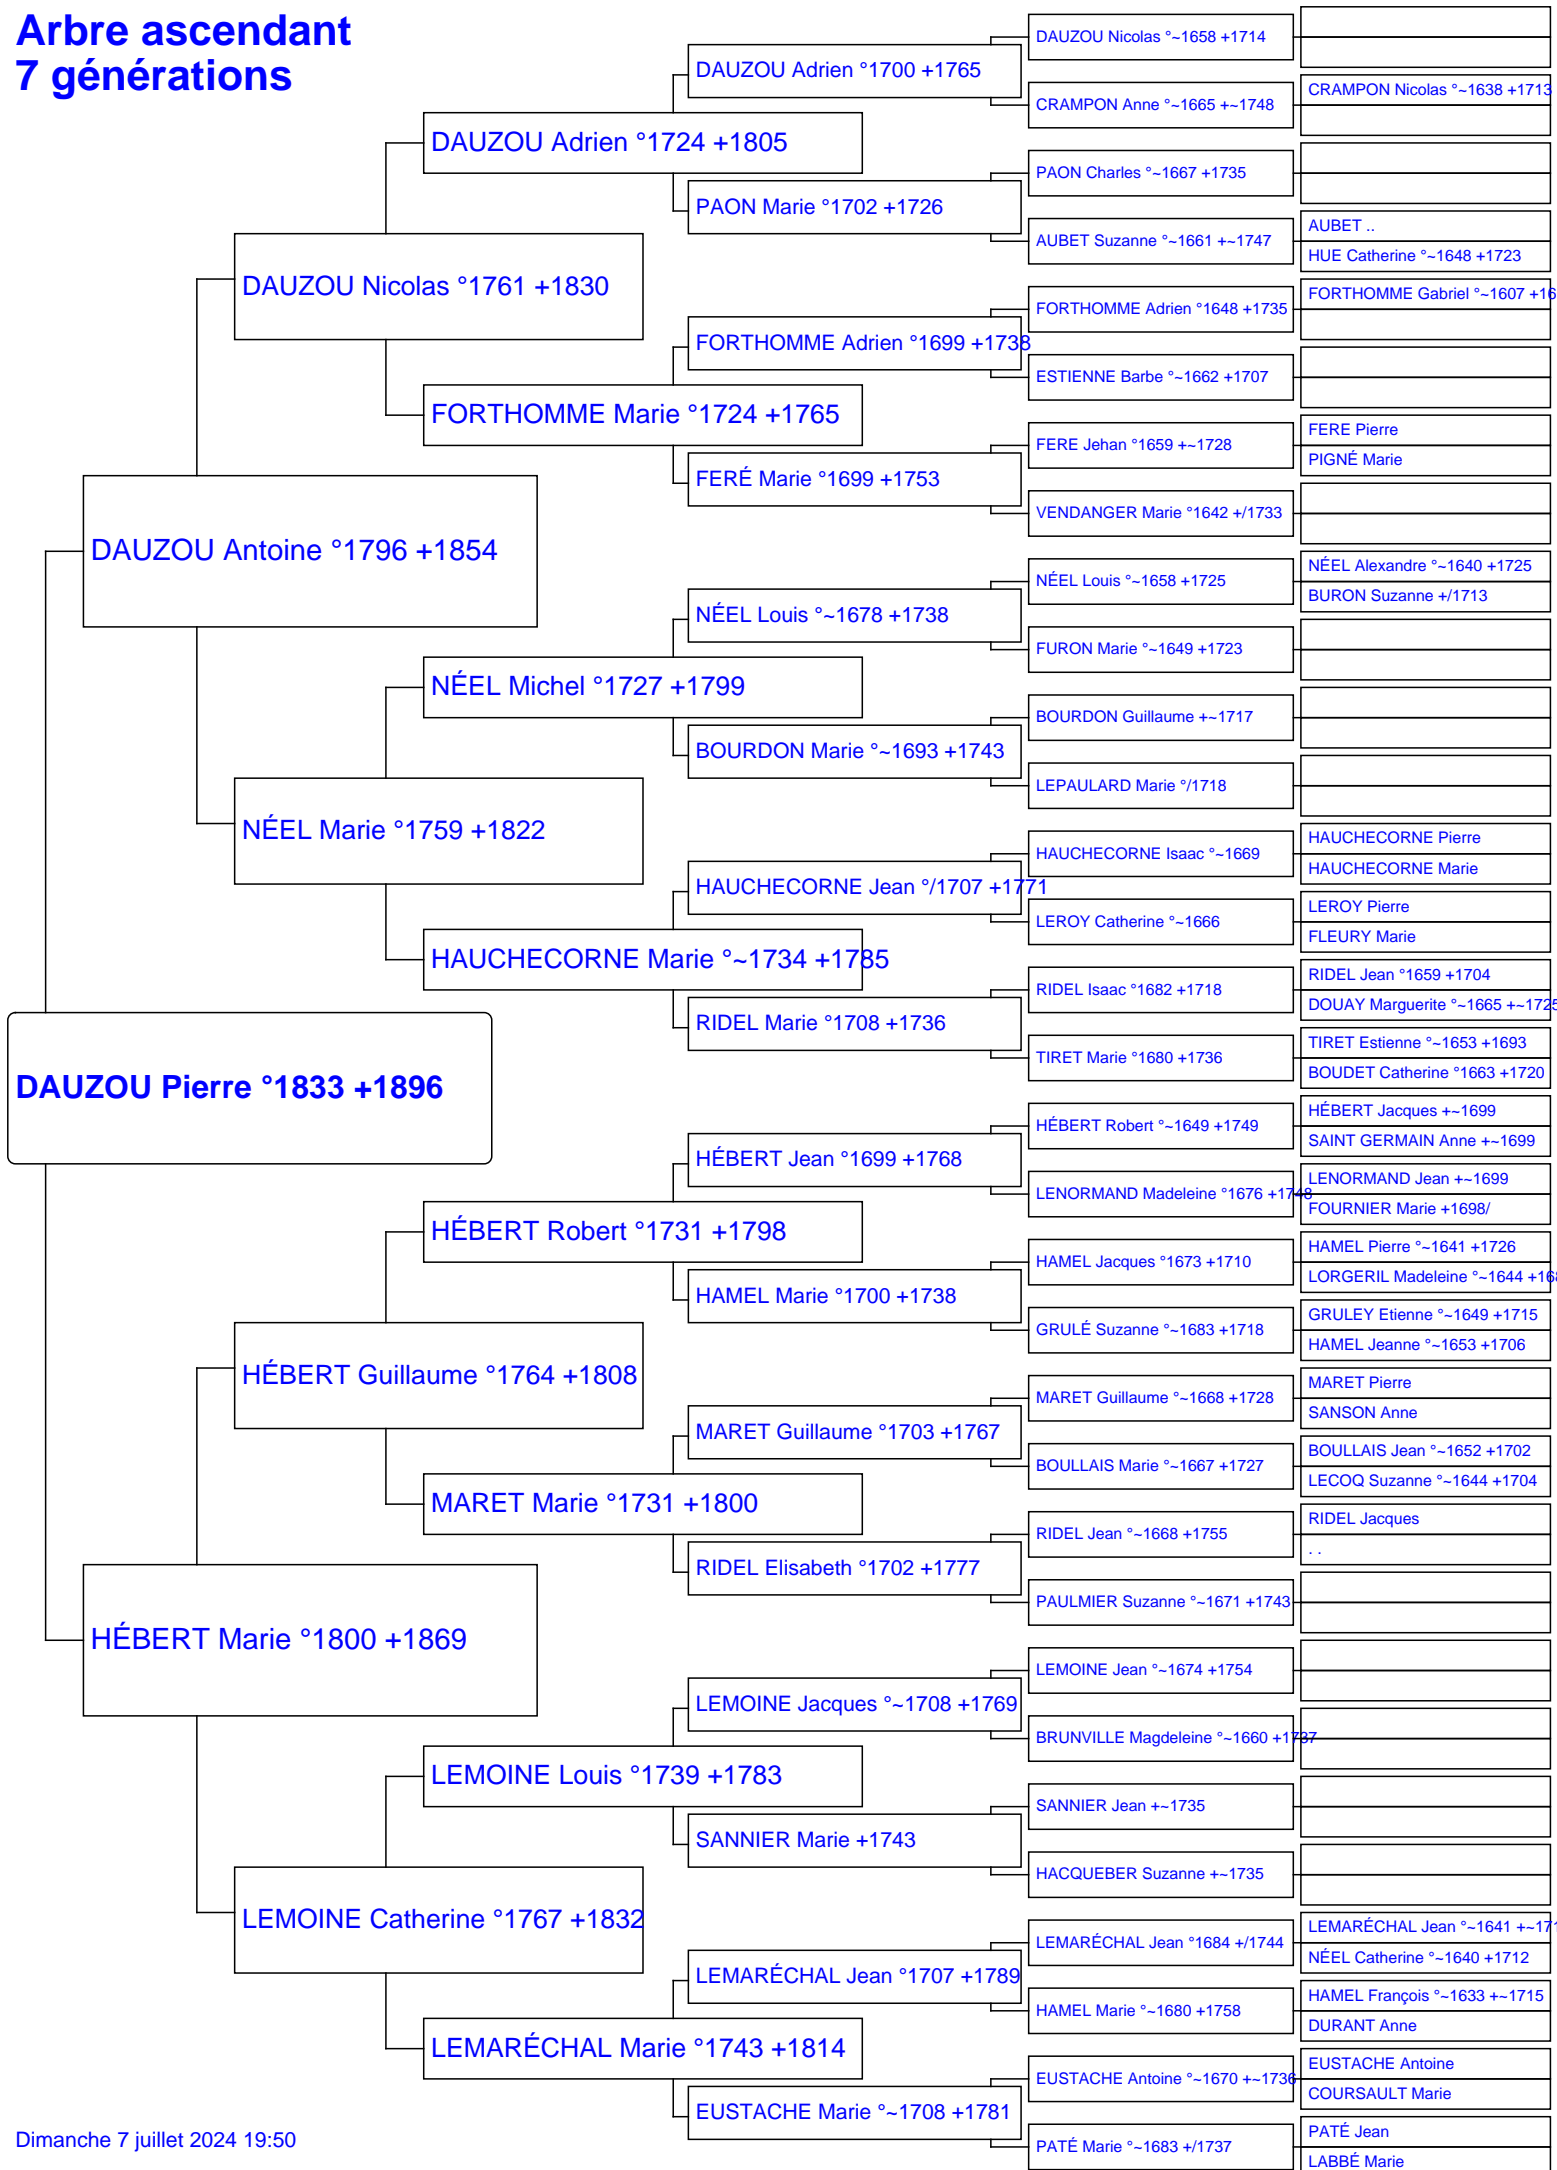 Arbre ascendant
7 générations
DAUZOU Pierre °1833 +1896
DAUZOU Antoine °1796 +1854
HÉBERT Marie °1800 +1869
DAUZOU Nicolas °1761 +1830
NÉEL Marie °1759 +1822
HÉBERT Guillaume °1764 +1808
LEMOINE Catherine °1767 +1832
DAUZOU Adrien °1724 +1805
FORTHOMME Marie °1724 +1765
NÉEL Michel °1727 +1799
HAUCHECORNE Marie °~1734 +1785
HÉBERT Robert °1731 +1798
MARET Marie °1731 +1800
LEMOINE Louis °1739 +1783
LEMARÉCHAL Marie °1743 +1814
DAUZOU Adrien °1700 +1765
PAON Marie °1702 +1726
FORTHOMME Adrien °1699 +1738
FERÉ Marie °1699 +1753
NÉEL Louis °~1678 +1738
BOURDON Marie °~1693 +1743
HAUCHECORNE Jean °/1707 +1771
RIDEL Marie °1708 +1736
HÉBERT Jean °1699 +1768
HAMEL Marie °1700 +1738
MARET Guillaume °1703 +1767
RIDEL Elisabeth °1702 +1777
LEMOINE Jacques °~1708 +1769
SANNIER Marie +1743
LEMARÉCHAL Jean °1707 +1789
EUSTACHE Marie °~1708 +1781
DAUZOU Nicolas °~1658 +1714
CRAMPON Anne °~1665 +~1748
PAON Charles °~1667 +1735
AUBET Suzanne °~1661 +~1747
FORTHOMME Adrien °1648 +1735
ESTIENNE Barbe °~1662 +1707
FERE Jehan °1659 +~1728
VENDANGER Marie °1642 +/1733
NÉEL Louis °~1658 +1725
FURON Marie °~1649 +1723
BOURDON Guillaume +~1717
LEPAULARD Marie °/1718
HAUCHECORNE Isaac °~1669
LEROY Catherine °~1666
RIDEL Isaac °1682 +1718
TIRET Marie °1680 +1736
HÉBERT Robert °~1649 +1749
LENORMAND Madeleine °1676 +1748
HAMEL Jacques °1673 +1710
GRULÉ Suzanne °~1683 +1718
MARET Guillaume °~1668 +1728
BOULLAIS Marie °~1667 +1727
RIDEL Jean °~1668 +1755
PAULMIER Suzanne °~1671 +1743
LEMOINE Jean °~1674 +1754
BRUNVILLE Magdeleine °~1660 +1737
SANNIER Jean +~1735
HACQUEBER Suzanne +~1735
LEMARÉCHAL Jean °1684 +/1744
HAMEL Marie °~1680 +1758
EUSTACHE Antoine °~1670 +~1736
PATÉ Marie °~1683 +/1737
CRAMPON Nicolas °~1638 +1713
AUBET ..
HUE Catherine °~1648 +1723
FORTHOMME Gabriel °~1607 +16
FERE Pierre
PIGNÉ Marie
NÉEL Alexandre °~1640 +1725
BURON Suzanne +/1713
HAUCHECORNE Pierre
HAUCHECORNE Marie
LEROY Pierre
FLEURY Marie
RIDEL Jean °1659 +1704
DOUAY Marguerite °~1665 +~1725
TIRET Estienne °~1653 +1693
BOUDET Catherine °1663 +1720
HÉBERT Jacques +~1699
SAINT GERMAIN Anne +~1699
LENORMAND Jean +~1699
FOURNIER Marie +1698/
HAMEL Pierre °~1641 +1726
LORGERIL Madeleine °~1644 +168
GRULEY Etienne °~1649 +1715
HAMEL Jeanne °~1653 +1706
MARET Pierre
SANSON Anne
BOULLAIS Jean °~1652 +1702
LECOQ Suzanne °~1644 +1704
RIDEL Jacques
. .
LEMARÉCHAL Jean °~1641 +~171
NÉEL Catherine °~1640 +1712
HAMEL François °~1633 +~1715
DURANT Anne
EUSTACHE Antoine
COURSAULT Marie
PATÉ Jean
LABBÉ Marie
Dimanche 7 juillet 2024 19:50